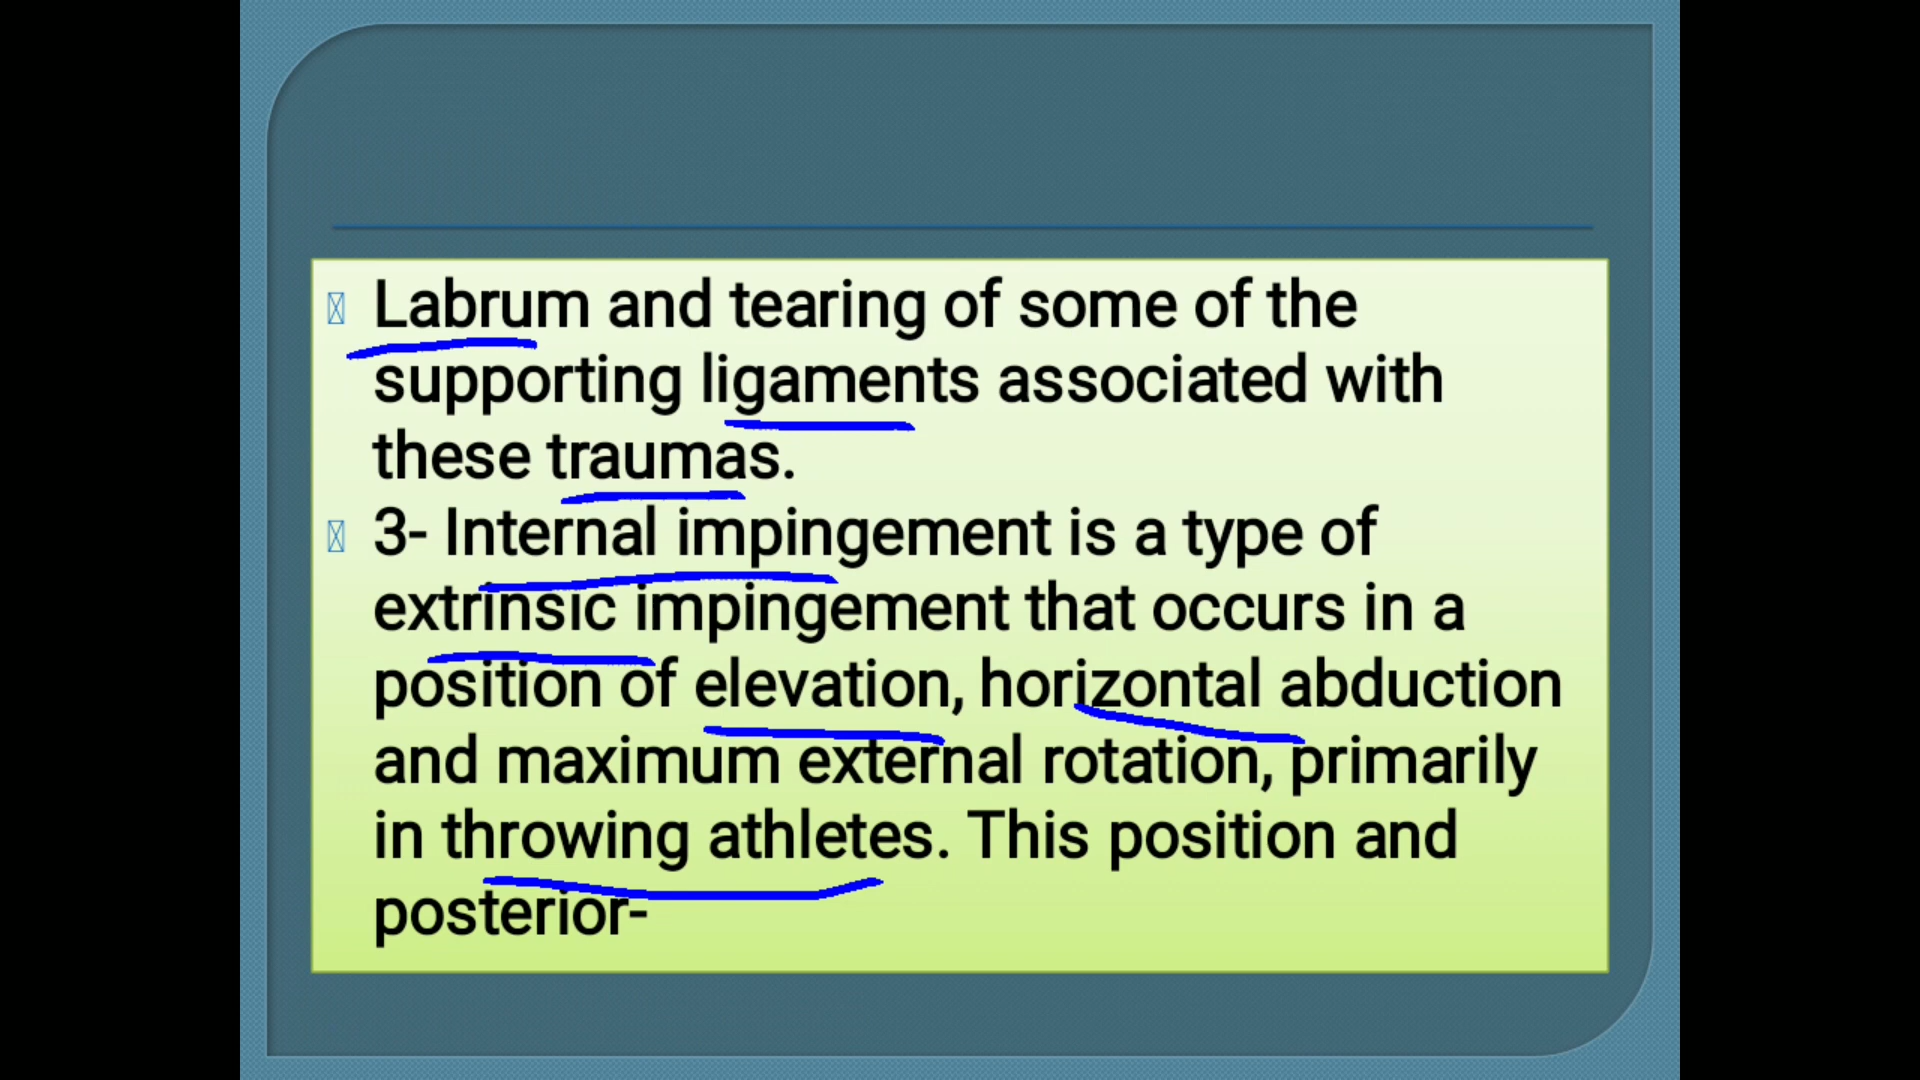 Labrum and tearing of some of the
supporting ligaments associated with
these traumas.
3- Internal impingement is a type of
extrinsic impingement that occurs in a
position of elevation, horizontal abduction
and maximum external rotation, primarily
in throwing athletes. This position and
posterior-